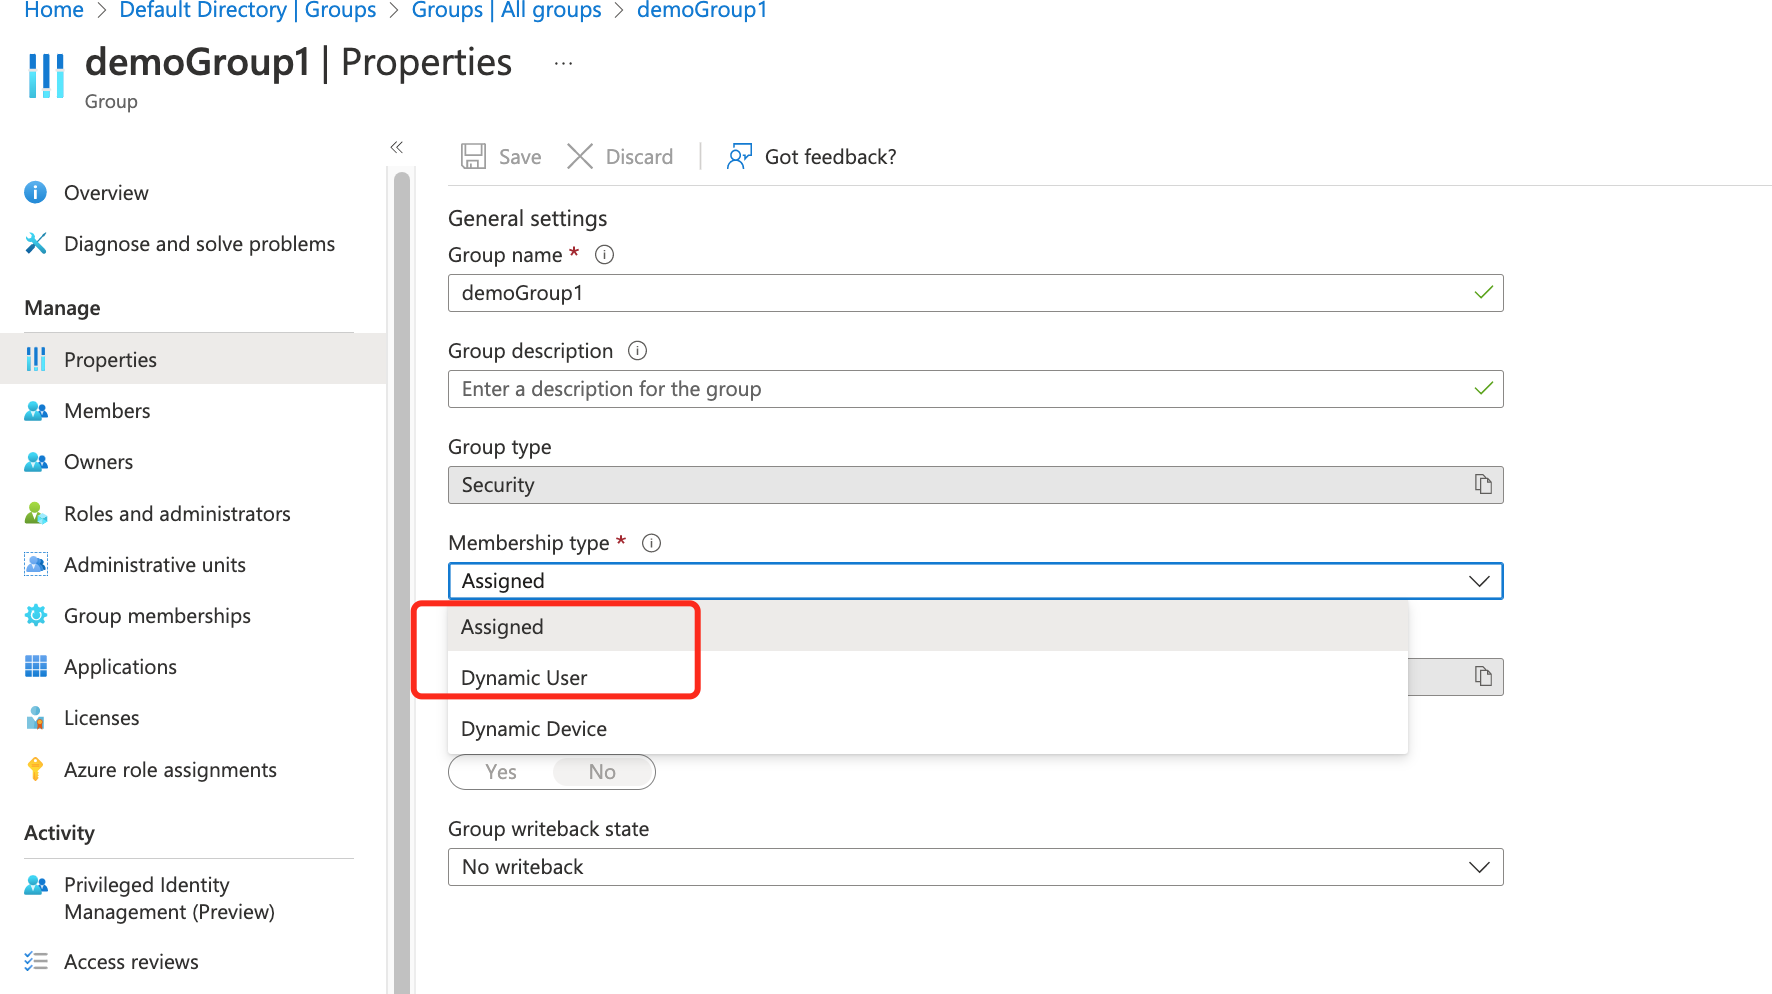 Home > Default Directory | Groups > Groups | All groups > demoGroup1
demoGroup1 | Properties ...
Group
«
Save Discard Got feedback?
Overview
Diagnose and solve problems
Manage
Properties
Members
Owners
Roles and administrators
Administrative units
Group memberships
Applications
Licenses
Azure role assignments
Activity
Privileged Identity
Management (Preview)
Access reviews
General settings
Group name *
demoGroup1
Group description
Enter a description for the group
Group type
Security
Membership type *
Assigned
Assigned
Dynamic User
Dynamic Device
Yes No
Group writeback state
No writeback